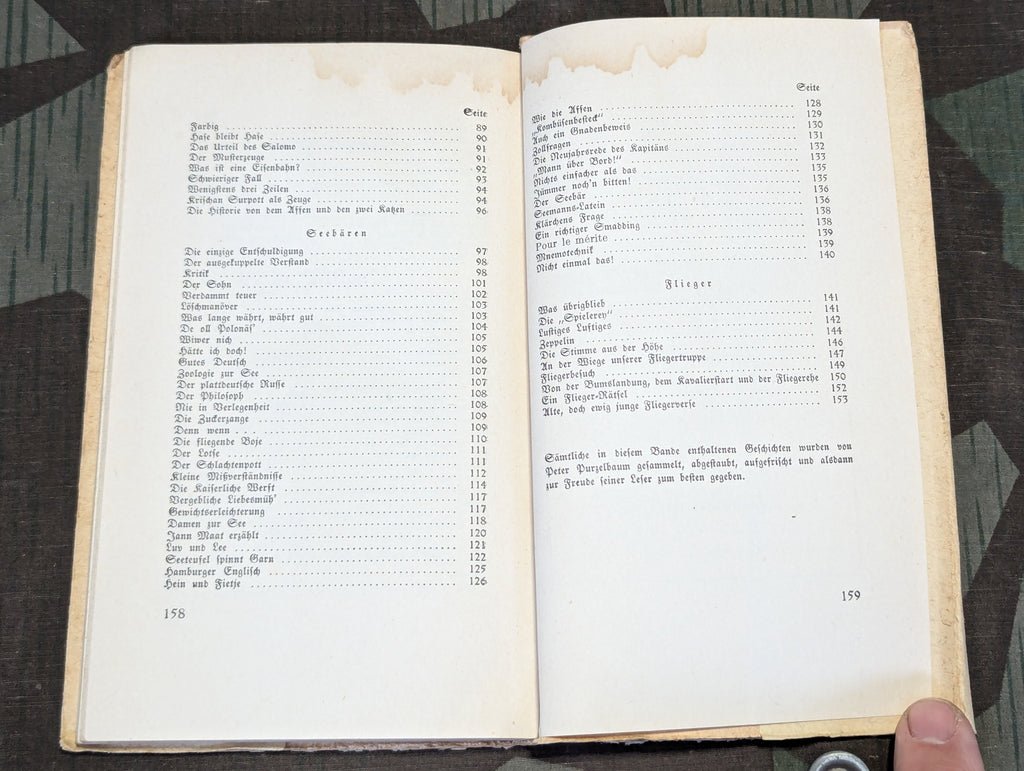 Seite
Farbig . . . . . . . . . . . . . . . . . . . . 89
Hase bleibt Hase . . . . . . . . . . . . . . . . . . . . 90
Das Urteil des Salomo . . . . . . . . . . . . . . . . . . . . 91
Der Musterzeuge . . . . . . . . . . . . . . . . . . . . 91
Was ist eine Eisenbahn? . . . . . . . . . . . . . . . . . . . . 92
Schwieriger Fall . . . . . . . . . . . . . . . . . . . . 93
Wenigstens drei Zeilen . . . . . . . . . . . . . . . . . . . . 94
Krischan Surpott als Zeuge . . . . . . . . . . . . . . . . . . . . 94
Die Historie von dem Affen und den zwei Katzen . . . . . . . . . . 96
Seebären
Die einzige Entschuldigung . . . . . . . . . . . . . . . . . . . . 97
Der ausgekuppelte Verstand . . . . . . . . . . . . . . . . . . . . 98
Kritik . . . . . . . . . . . . . . . . . . . . 98
Der Sohn . . . . . . . . . . . . . . . . . . . . 101
Verdammt teuer . . . . . . . . . . . . . . . . . . . . 102
Löschmanöver . . . . . . . . . . . . . . . . . . . . 103
Was lange währt, währt gut . . . . . . . . . . . . . . . . . . . . 103
De oll Polonäs' . . . . . . . . . . . . . . . . . . . . 104
Wiwer nich . . . . . . . . . . . . . . . . . . . . 105
Hätte ich doch! . . . . . . . . . . . . . . . . . . . . 105
Gutes Deutsch . . . . . . . . . . . . . . . . . . . . 106
Zoologie zur See . . . . . . . . . . . . . . . . . . . . 107
Der plattdeutsche Russe . . . . . . . . . . . . . . . . . . . . 107
Der Philosoph . . . . . . . . . . . . . . . . . . . . 108
Nie in Verlegenheit . . . . . . . . . . . . . . . . . . . . 108
Die Zuckerzange . . . . . . . . . . . . . . . . . . . . 109
Denn wenn . . . . . . . . . . . . . . . . . . . . 109
Die fliegende Boje . . . . . . . . . . . . . . . . . . . . 110
Der Lotse . . . . . . . . . . . . . . . . . . . . 111
Der Schlachtenpott . . . . . . . . . . . . . . . . . . . . 111
Kleine Mißverständnisse . . . . . . . . . . . . . . . . . . . . 112
Die Kaiserliche Werft . . . . . . . . . . . . . . . . . . . . 114
Vergebliche Liebesmüh' . . . . . . . . . . . . . . . . . . . . 117
Gewichtserleichterung . . . . . . . . . . . . . . . . . . . . 117
Damen zur See . . . . . . . . . . . . . . . . . . . . 118
Jann Maat erzählt . . . . . . . . . . . . . . . . . . . . 120
Luv und Lee . . . . . . . . . . . . . . . . . . . . 121
Seeteufel spinnt Garn . . . . . . . . . . . . . . . . . . . . 122
Hamburger Englisch . . . . . . . . . . . . . . . . . . . . 125
Hein und Fietje . . . . . . . . . . . . . . . . . . . . 126
158
Seite
Wie die Affen . . . . . . . . . . . . . . . . . . . . 128
„Kombüsenbesteck“ . . . . . . . . . . . . . . . . . . . . 129
Auch ein Gnadenbeweis . . . . . . . . . . . . . . . . . . . . 130
Zollfragen . . . . . . . . . . . . . . . . . . . . 131
Die Neujahrsrede des Kapitäns . . . . . . . . . . . . . . . . . . . . 132
„Mann über Bord!“ . . . . . . . . . . . . . . . . . . . . 133
Nichts einfacher als das . . . . . . . . . . . . . . . . . . . . 135
Jümmer noch'n bitten! . . . . . . . . . . . . . . . . . . . . 135
Der Seebär . . . . . . . . . . . . . . . . . . . . 136
Seemanns-Latein . . . . . . . . . . . . . . . . . . . . 136
Klärchens Frage . . . . . . . . . . . . . . . . . . . . 138
Ein richtiger Smadding . . . . . . . . . . . . . . . . . . . . 138
Pour le mérite . . . . . . . . . . . . . . . . . . . . 139
Mnemotechnik . . . . . . . . . . . . . . . . . . . . 139
Nicht einmal das! . . . . . . . . . . . . . . . . . . . . 140
Flieger
Was übrigblieb . . . . . . . . . . . . . . . . . . . . 141
Die „Spielerey“ . . . . . . . . . . . . . . . . . . . . 141
Luftiges Lustiges . . . . . . . . . . . . . . . . . . . . 142
Zeppelin . . . . . . . . . . . . . . . . . . . . 144
Die Stimme aus der Höhe . . . . . . . . . . . . . . . . . . . . 146
An der Wiege unserer Fliegertruppe . . . . . . . . . . . . . . . . . . . . 147
Fliegerbesuch . . . . . . . . . . . . . . . . . . . . 149
Von der Bumslandung, dem Kavalierstart und der Fliegerehe 150
Ein Flieger-Rätsel . . . . . . . . . . . . . . . . . . . . 152
Alte, doch ewig junge Fliegerverse . . . . . . . . . . . . . . . . . . . . 153
Sämtliche in diesem Bande enthaltenen Geschichten wurden von
Peter Purzelbaum gesammelt, abgestaubt, aufgefrischt und alsdann
zur Freude seiner Leser zum besten gegeben.
159